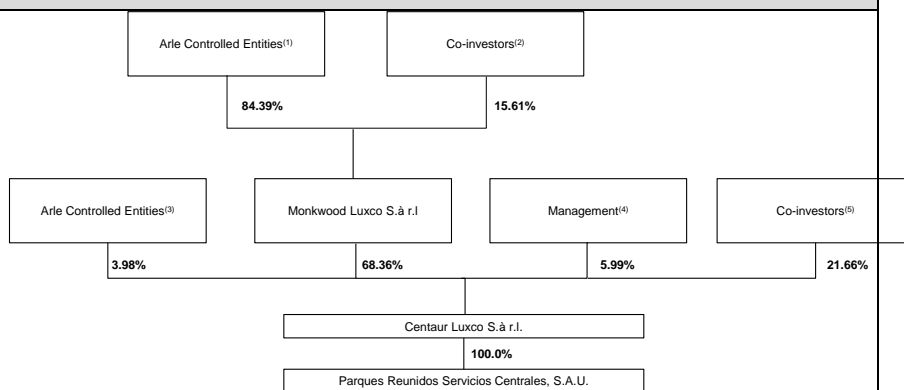 Arle Controlled Entities(1)
Co-investors(2)
84.39%
15.61%
Arle Controlled Entities(3)
Monkwood Luxco S.à r.l
Management(4)
Co-investors(5)
3.98%
68.36%
5.99%
21.66%
Centaur Luxco S.à r.l.
100.0%
Parques Reunidos Servicios Centrales, S.A.U.